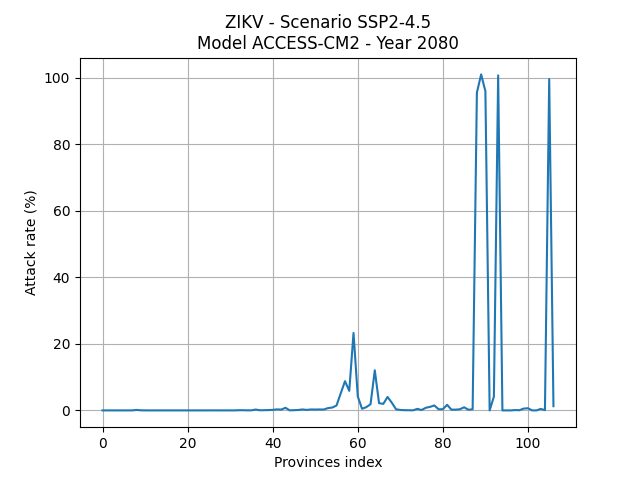 ZIKV - Scenario SSP2-4.5
Model ACCESS-CM2 - Year 2080
100
80
60
40
20
0
Attack rate (%)
0 20 40 60 80 100
Provinces index